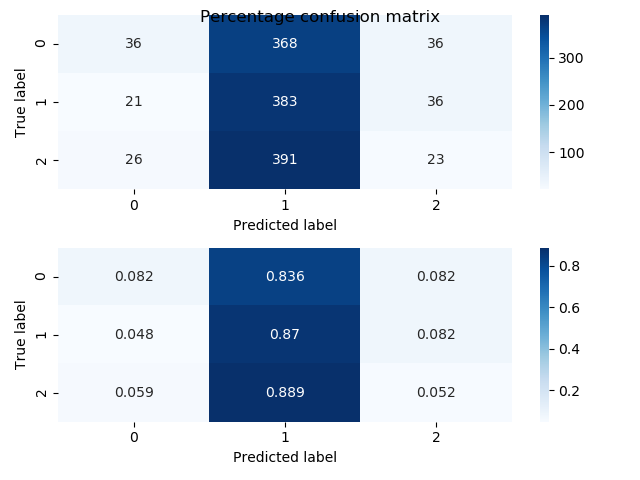 Percentage confusion matrix
True label
0 36 368 36
1 21 383 36
2 26 391 23
0 1 2
Predicted label
300
200
100
True label
0 0.082 0.836 0.082
1 0.048 0.87 0.082
2 0.059 0.889 0.052
0 1 2
Predicted label
0.8
0.6
0.4
0.2